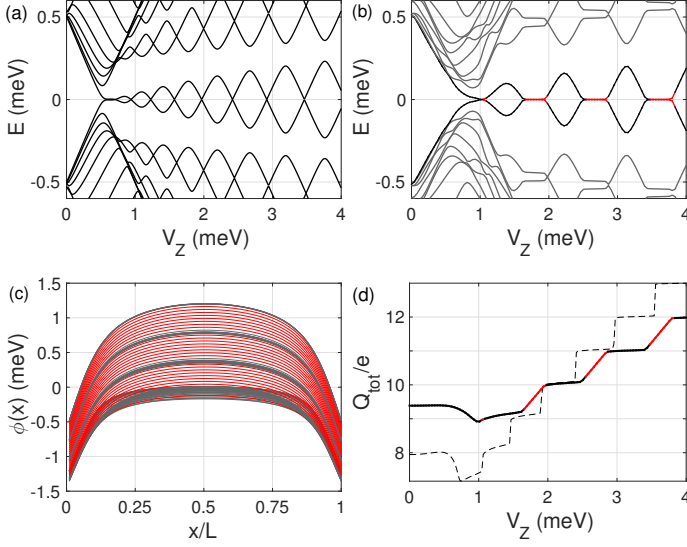 (a)
0.5
0
-0.5
E (meV)
0 1 2 3 4
V_Z (meV)
(b)
0.5
0
-0.5
E (meV)
0 1 2 3 4
V_Z (meV)
(c)
1.5
1
0.5
0
-0.5
-1
-1.5
ϕ(x) (meV)
0 0.25 0.5 0.75 1
x/L
(d)
12
10
8
Q_tot/e
0 1 2 3 4
V_Z (meV)